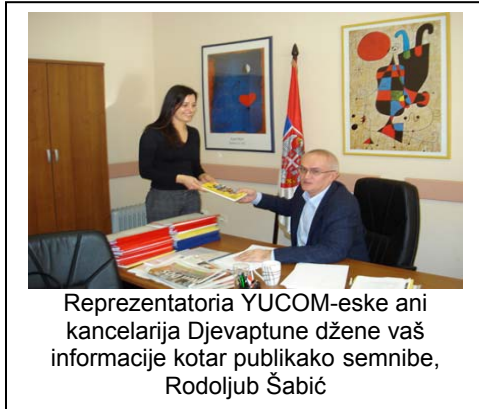 Reprezentatoria YUCOM-eske ani
kancelarija Djevaptune džene vaš
informacije kotar publikako semnibe,
Rodoljub Šabić